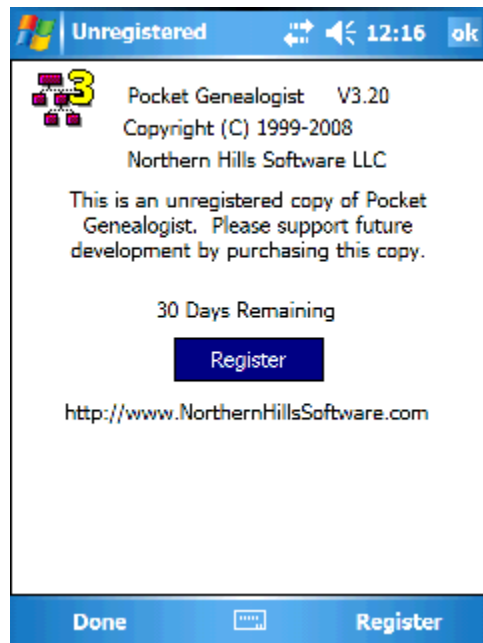 Unregistered 12:16 ok
3
Pocket Genealogist V3.20
Copyright (C) 1999-2008
Northern Hills Software LLC
This is an unregistered copy of Pocket
Genealogist. Please support future
development by purchasing this copy.
30 Days Remaining
Register
http://www.NorthernHillsSoftware.com
Done Register